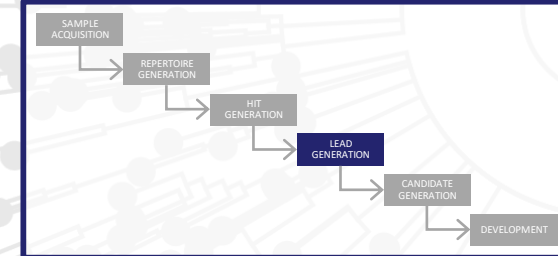 SAMPLE
ACQUISITION
REPERTOIRE
GENERATION
HIT
GENERATION
LEAD
GENERATION
CANDIDATE
GENERATION
DEVELOPMENT